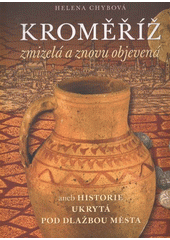 HELENA CHYBOVÁ
KROMĚŘÍŽ
zmizelá a znovu objevená
aneb HISTORIE
UKRYTÁ
POD DLAŽBOU MĚSTA